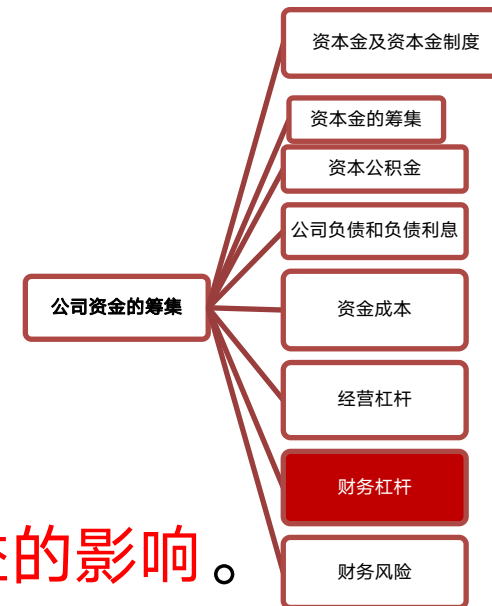 资本金及资本金制度
资本金的筹集
资本公积金
公司负债和负债利息
公司资金的筹集
资金成本
经营杠杆
财务杠杆
的影响。
财务风险